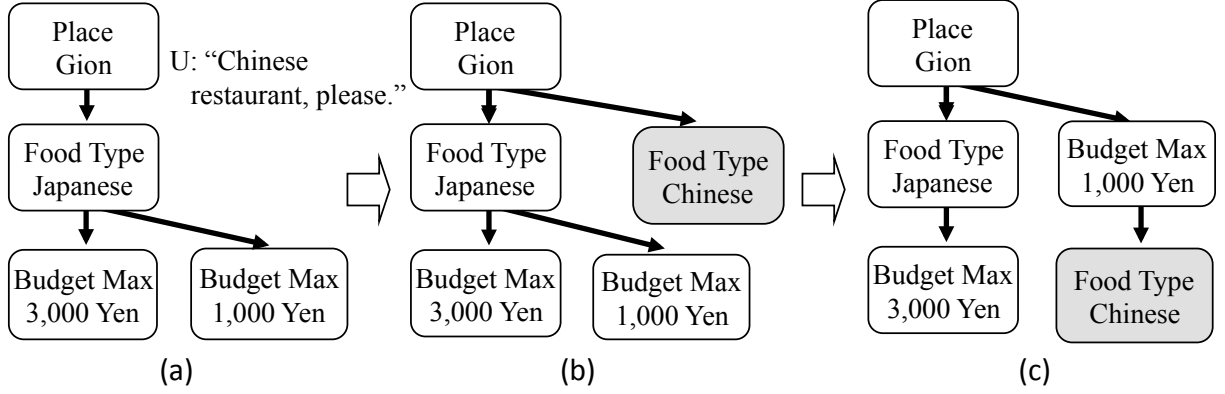 Place
Gion
Food Type
Japanese
Budget Max
3,000 Yen
Budget Max
1,000 Yen
(a)
U: “Chinese
restaurant, please.”
Place
Gion
Food Type
Japanese
Food Type
Chinese
Budget Max
3,000 Yen
Budget Max
1,000 Yen
(b)
Place
Gion
Food Type
Japanese
Budget Max
1,000 Yen
Budget Max
3,000 Yen
Food Type
Chinese
(c)